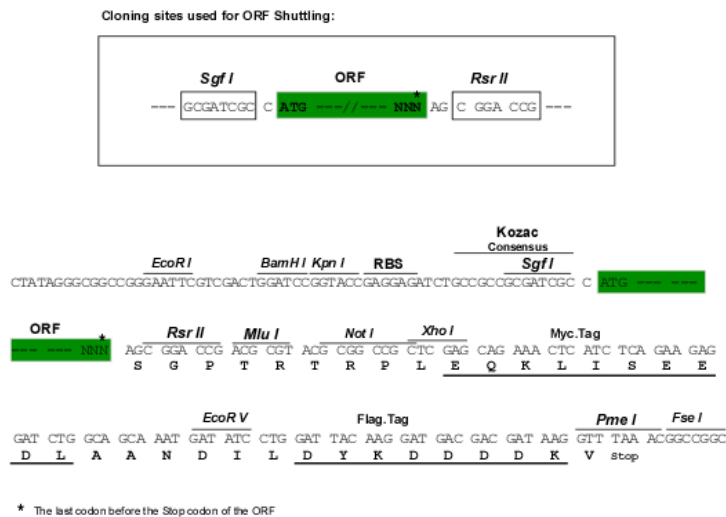 Cloning sites used for ORF Shuttling:
Sgf I ORF Rsr II
*
--- GCGATCGC C ATG ---//--- NNN AG C GGA CCG ---
Kozac
Consensus
EcoR I BamH I Kpn I RBS Sgf I
CTATAGGGCGGCCGGGAATTCGTCGACTGGATCCGGTACCGAGGAGATCTGCCGCCGCGATCGC C ATG --- ---
ORF * Rsr II Mlu I Not I Xho I Myc.Tag
--- --- NNN AGC GGA CCG ACG CGT ACG CGG CCG CTC GAG CAG AAA CTC ATC TCA GAA GAG
S G P T R T R P L E Q K L I S E E
EcoR V Flag.Tag Pme I Fse I
GAT CTG GCA GCA AAT GAT ATC CTG GAT TAC AAG GAT GAC GAC GAT AAG GTT TAA ACGGCCGGC
D L A A N D I L D Y K D D D D K V Stop
* The last codon before the Stop codon of the ORF